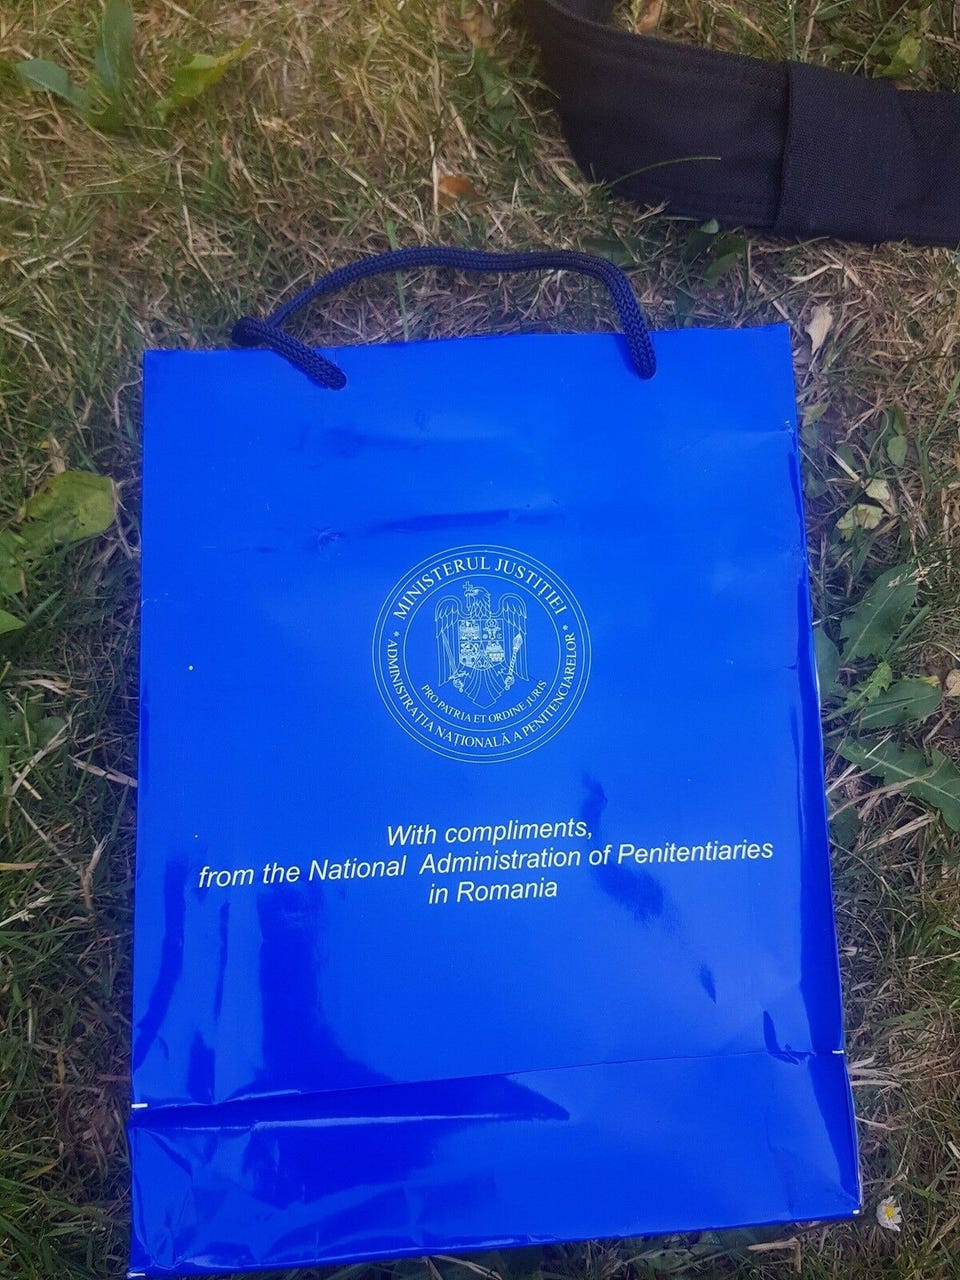 MINISTERUL JUSTIȚIEI
* ADMINISTRAȚIA NAȚIONALĂ A PENITENCIARELOR *
PRO PATRIA ET ORDINE JURIS
With compliments,
from the National Administration of Penitentiaries
in Romania